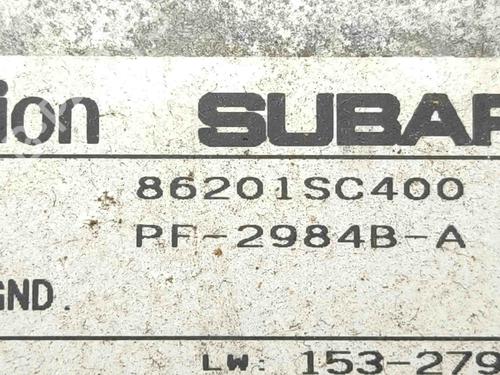 ion SUBAR
86201SC400
PF-2984B-A
GND.
LW: 153-279